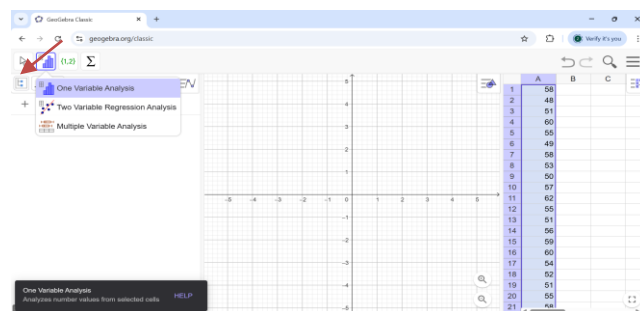 GeoGebra Classic
geogebra.org/classic
Verify it's you
(1,2) Σ
One Variable Analysis
Two Variable Regression Analysis
Multiple Variable Analysis
5
4
3
2
1
-5 -4 -3 -2 -1 0 1 2 3 4 5
-1
-2
-3
-4
-5
A B C
1 58
2 48
3 51
4 60
5 55
6 49
7 58
8 53
9 50
10 57
11 62
12 55
13 51
14 56
15 59
16 60
17 54
18 52
19 51
20 55
21 58
One Variable Analysis
Analyzes number values from selected cells
HELP